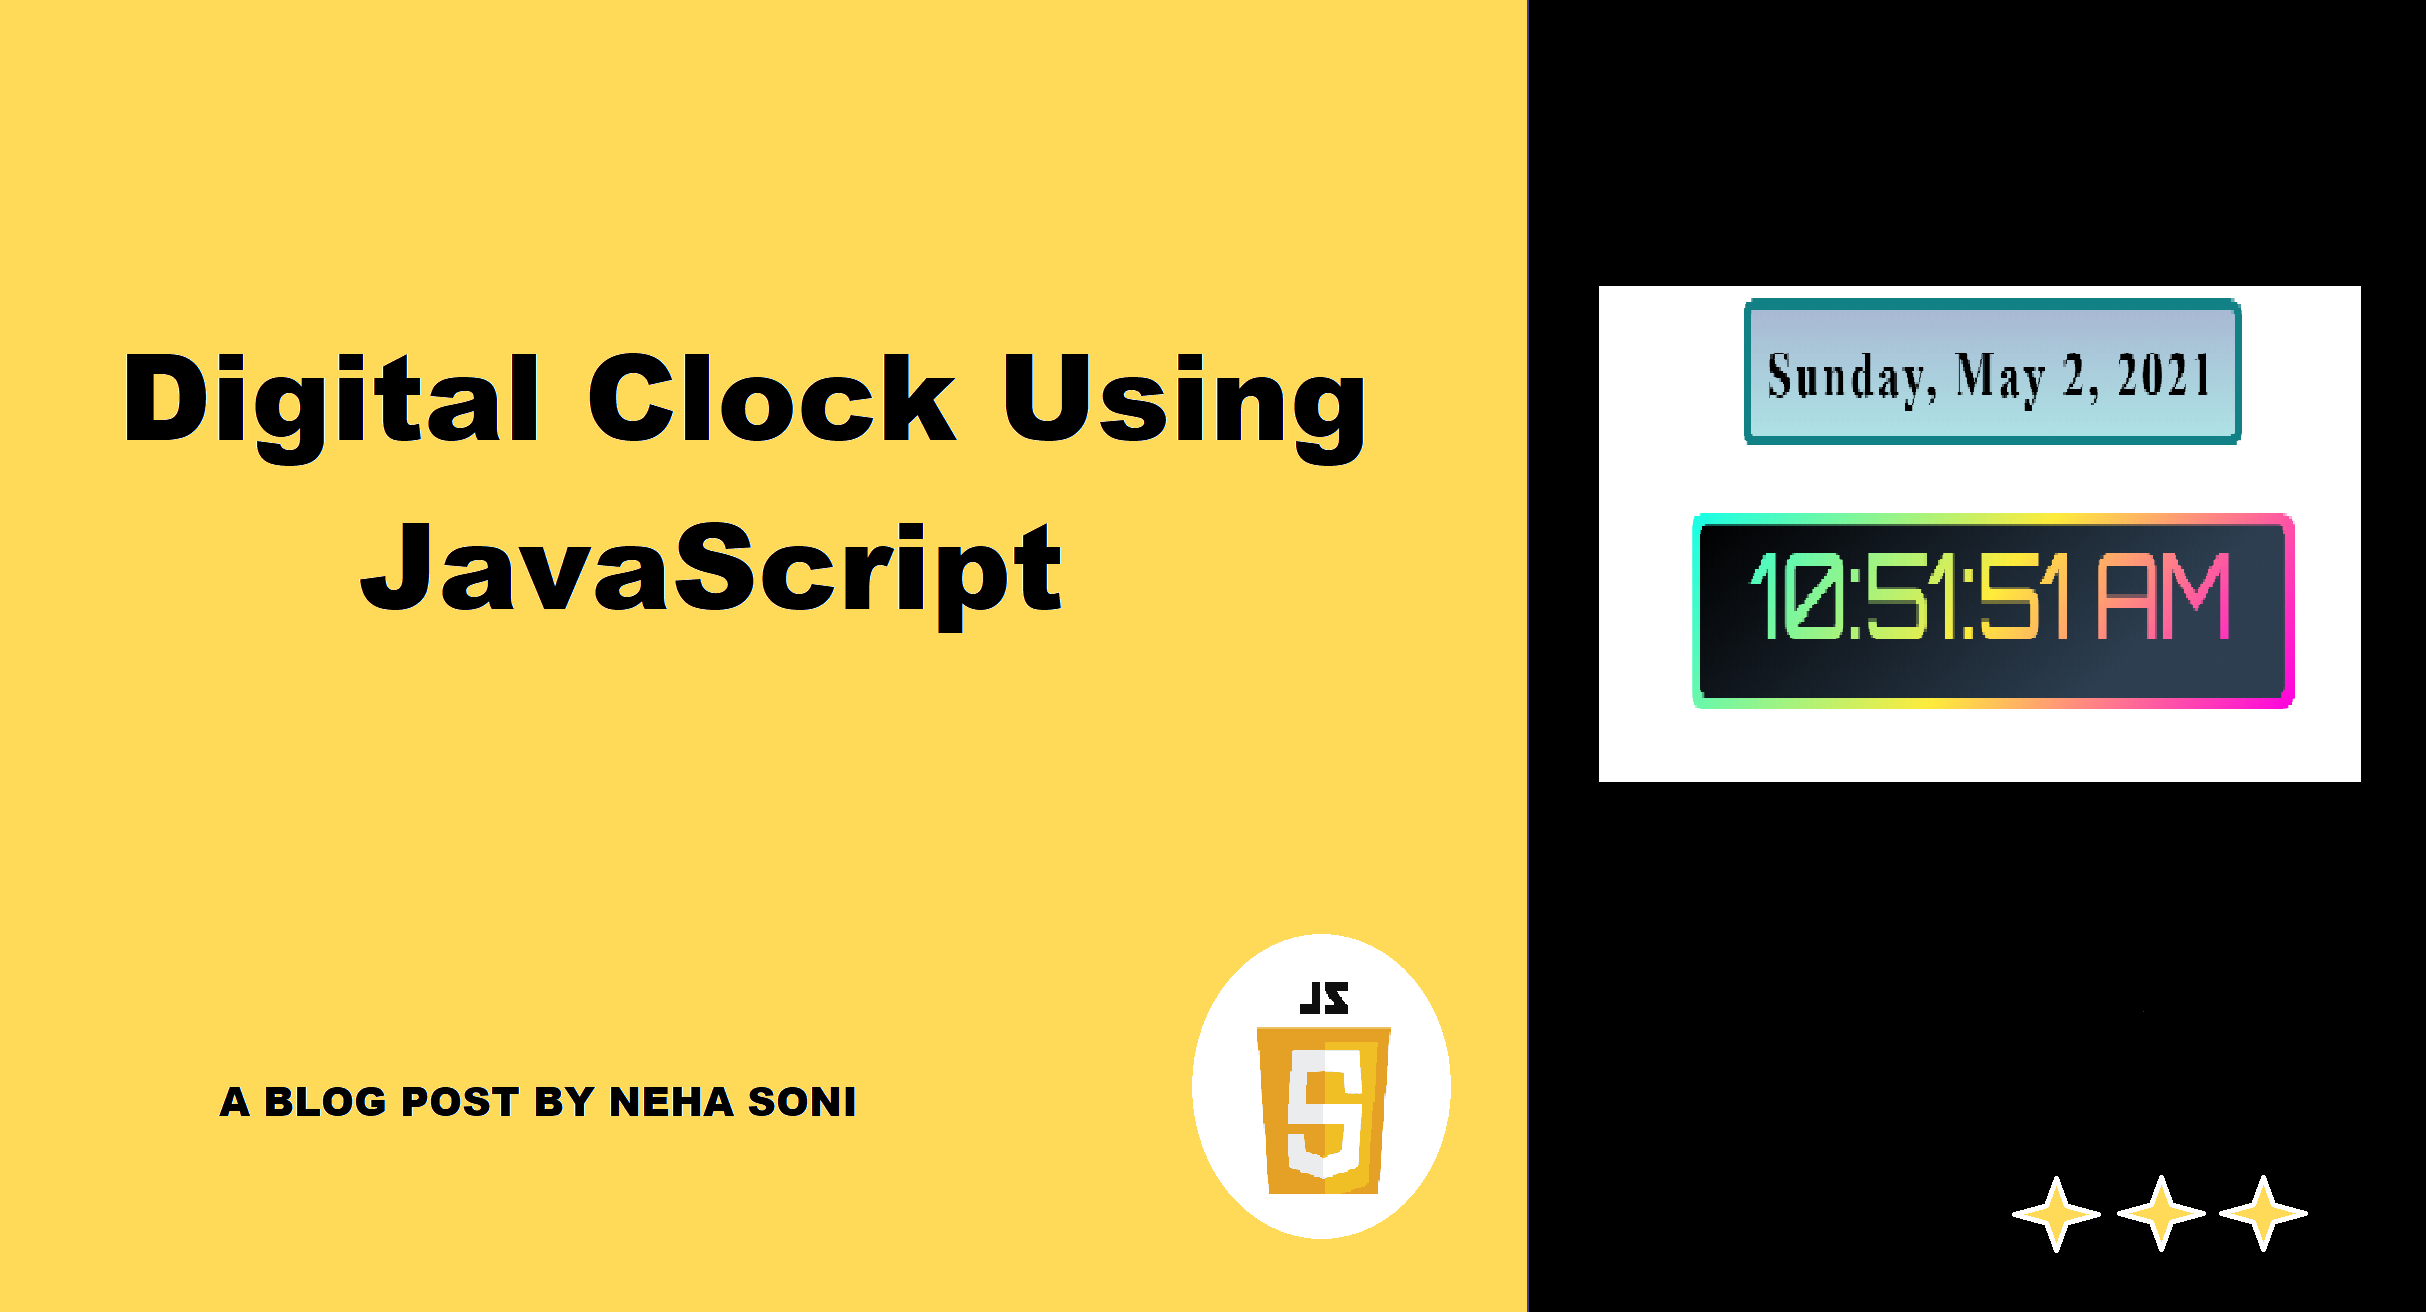 Digital Clock Using
JavaScript
A BLOG POST BY NEHA SONI
JS
Sunday, May 2, 2021
10:51:51 AM